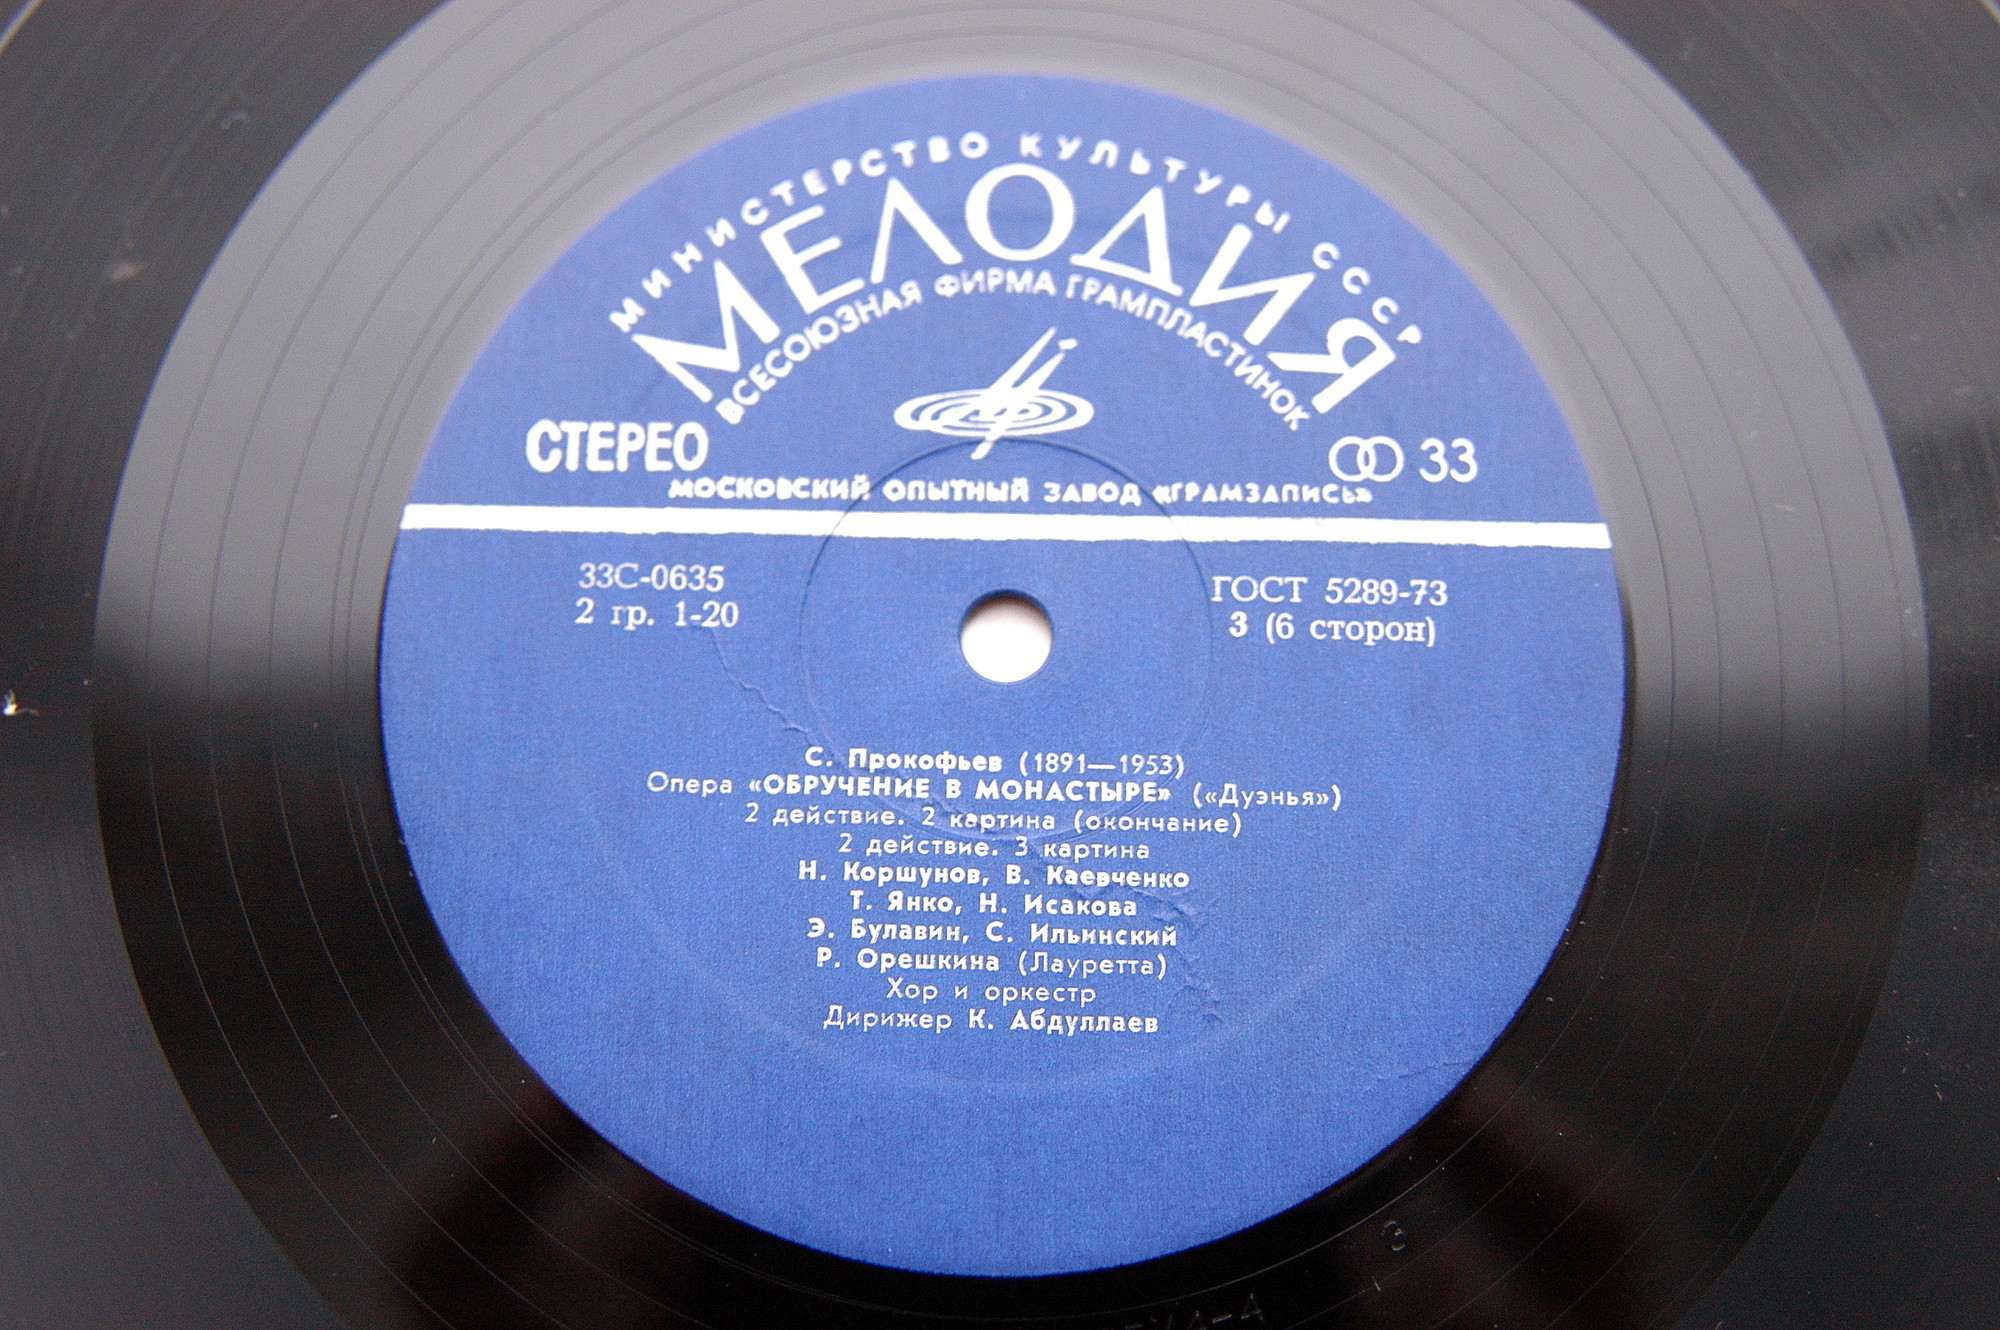 МИНИСТЕРСТВО КУЛЬТУРЫ СССР
МЕЛОДИЯ
ВСЕСОЮЗНАЯ ФИРМА ГРАМПЛАСТИНОК
СТЕРЕО
33
МОСКОВСКИЙ ОПЫТНЫЙ ЗАВОД «ГРАМЗАПИСЬ»
33С-0635
ГОСТ 5289-73
2 гр. 1-20
3 (6 сторон)
С. Прокофьев (1891—1953)
Опера «ОБРУЧЕНИЕ В МОНАСТЫРЕ» («Дуэнья»)
2 действие. 2 картина (окончание)
2 действие. 3 картина
Н. Коршунов, В. Каевченко
Т. Янко, Н. Исакова
Э. Булавин, С. Ильинский
Р. Орешкина (Лауретта)
Хор и оркестр
Дирижер К. Абдуллаев